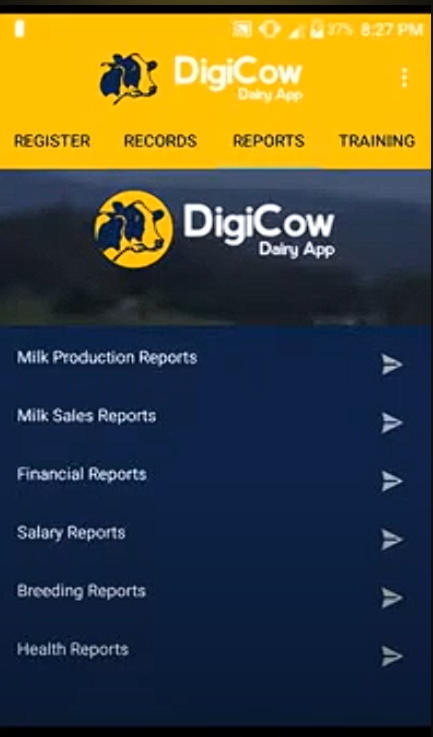 37% 8:27 PM
DigiCow
Dairy App
REGISTER RECORDS REPORTS TRAINING
DigiCow
Dairy App
Milk Production Reports
Milk Sales Reports
Financial Reports
Salary Reports
Breeding Reports
Health Reports